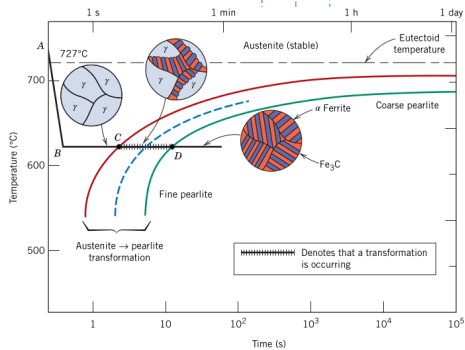 1 s 1 min 1 h 1 day
A
727°C
Austenite (stable)
Eutectoid
temperature
γ γ γ γ
γ γ γ
700
Coarse pearlite
α Ferrite
C
B
D
Fe₃C
600
Temperature (°C)
Fine pearlite
Austenite → pearlite
transformation
Denotes that a transformation
is occurring
500
1 10 10² 10³ 10⁴ 10⁵
Time (s)